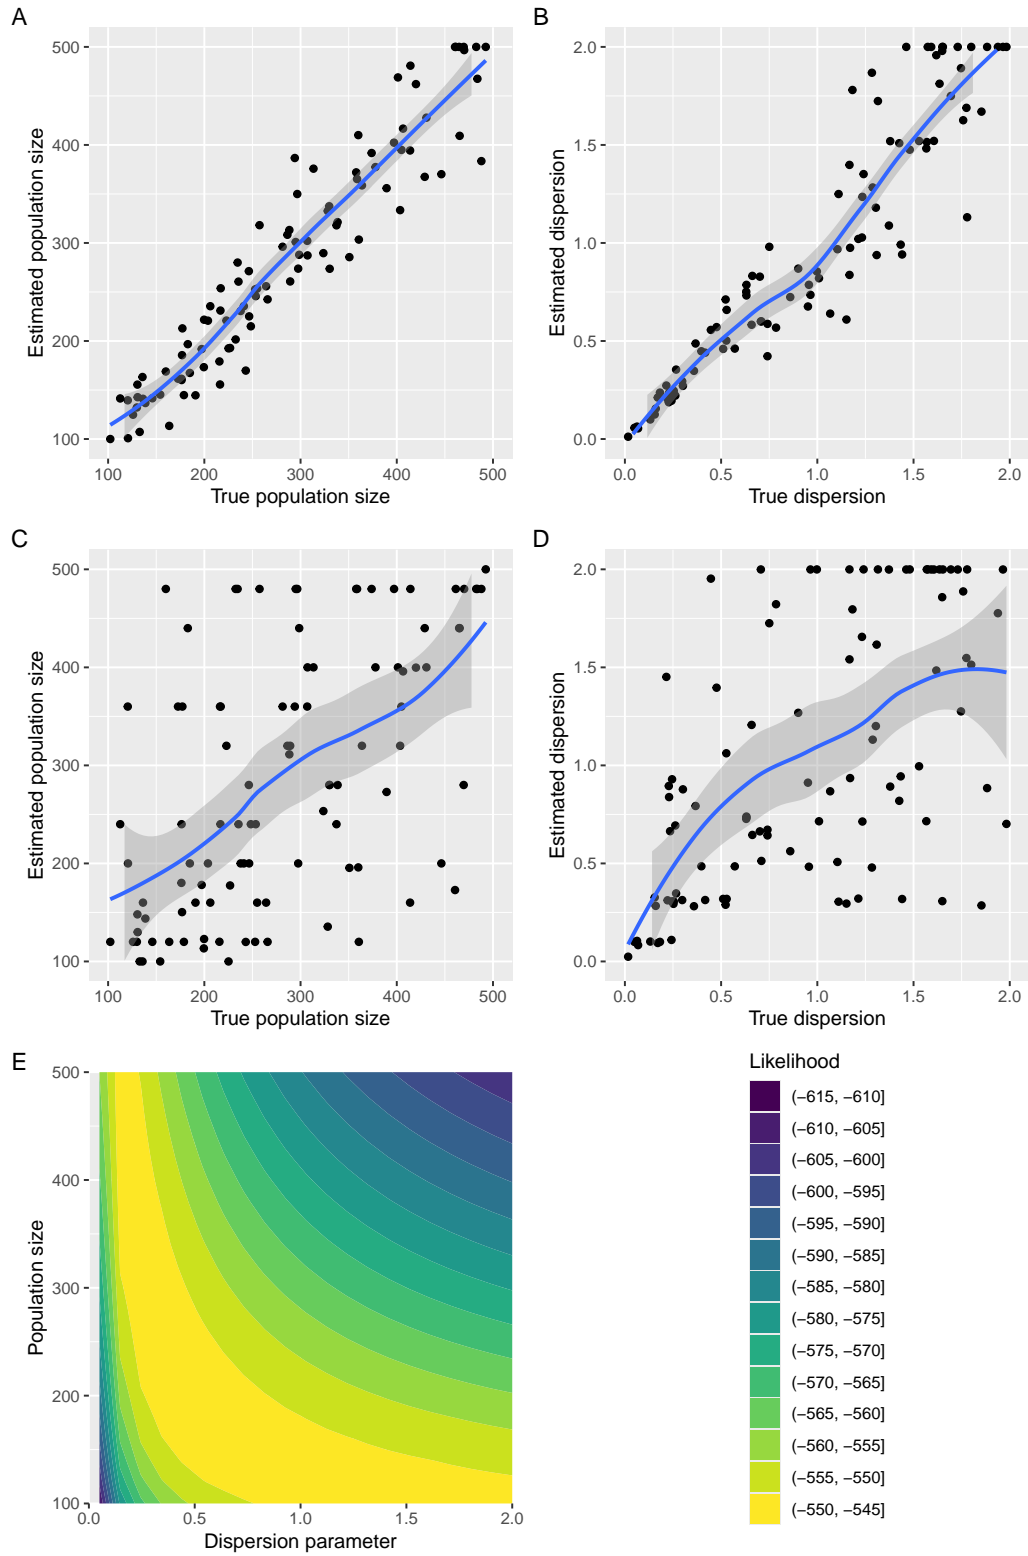 A
B
500
400
300
200
100
100 200 300 400 500
Estimated population size
True population size
2.0
1.5
1.0
0.5
0.0
0.0 0.5 1.0 1.5 2.0
Estimated dispersion
True dispersion
C
D
500
400
300
200
100
100 200 300 400 500
Estimated population size
True population size
2.0
1.5
1.0
0.5
0.0
0.0 0.5 1.0 1.5 2.0
Estimated dispersion
True dispersion
E
500
400
300
200
100
0.0 0.5 1.0 1.5 2.0
Population size
Dispersion parameter
Likelihood
(−615, −610]
(−610, −605]
(−605, −600]
(−600, −595]
(−595, −590]
(−590, −585]
(−585, −580]
(−580, −575]
(−575, −570]
(−570, −565]
(−565, −560]
(−560, −555]
(−555, −550]
(−550, −545]